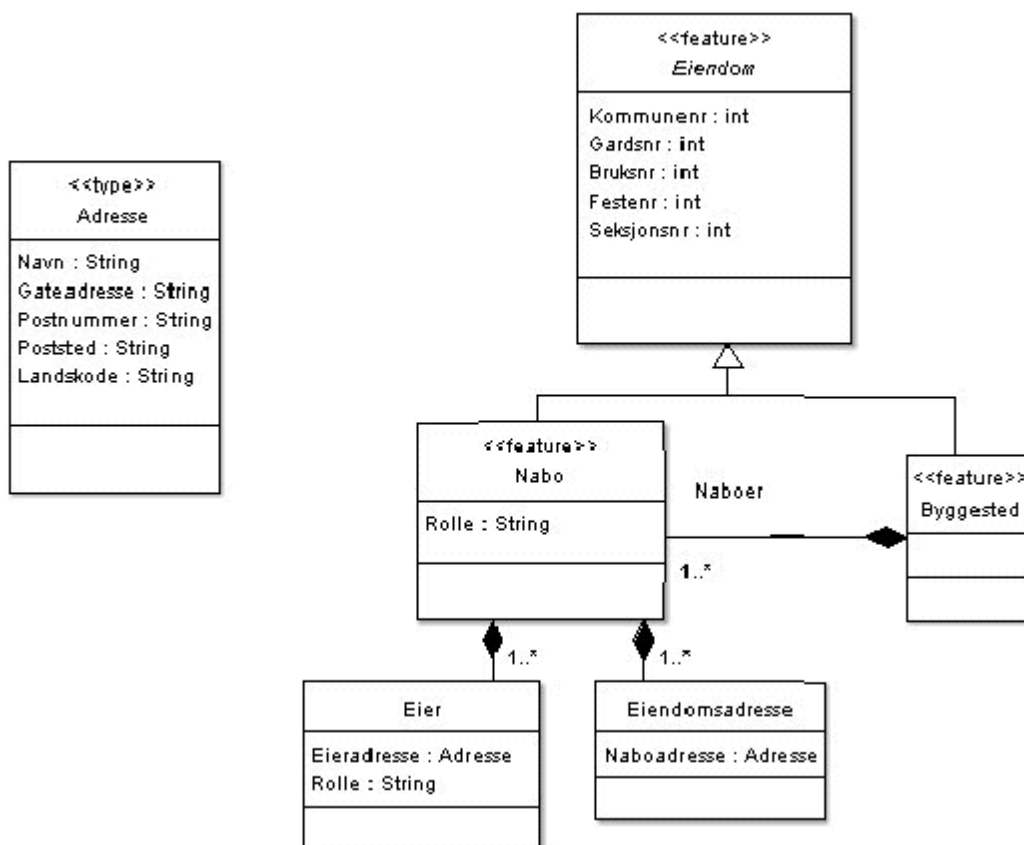 <<type>>
Adresse
Navn : String
Gateadresse : String
Postnummer : String
Poststed : String
Landskode : String
<<feature>>
Eiendom
Kommunenr : int
Gardsnr : int
Bruksnr : int
Festenr : int
Seksjonsnr : int
<<feature>>
Nabo
Rolle : String
Naboer
1..*
<<feature>>
Byggested
1..*
1..*
Eier
Eieradresse : Adresse
Rolle : String
Eiendomsadresse
Naboadresse : Adresse